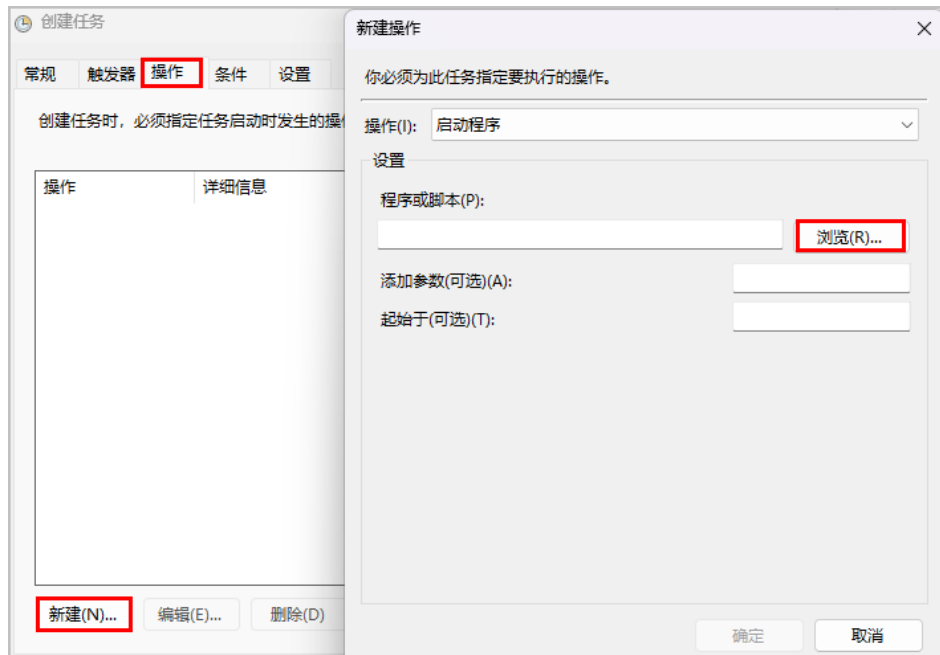 创建任务
常规 触发器 操作 条件 设置
创建任务时，必须指定任务启动时发生的操作
操作 详细信息
新建(N)... 编辑(E)... 删除(D)
新建操作
你必须为此任务指定要执行的操作。
操作(I): 启动程序
设置
程序或脚本(P):
浏览(R)...
添加参数(可选)(A):
起始于(可选)(T):
确定 取消